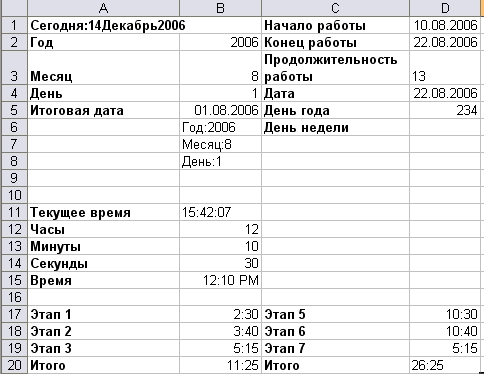 A B C D
1 Сегодня:14Декабрь2006 Начало работы 10.08.2006
2 Год 2006 Конец работы 22.08.2006
Продолжительность
3 Месяц 8 работы 13
4 День 1 Дата 22.08.2006
5 Итоговая дата 01.08.2006 День года 234
6 Год:2006 День недели
7 Месяц:8
8 День:1
9
10
11 Текущее время 15:42:07
12 Часы 12
13 Минуты 10
14 Секунды 30
15 Время 12:10 PM
16
17 Этап 1 2:30 Этап 5 10:30
18 Этап 2 3:40 Этап 6 10:40
19 Этап 3 5:15 Этап 7 5:15
20 Итого 11:25 Итого 26:25